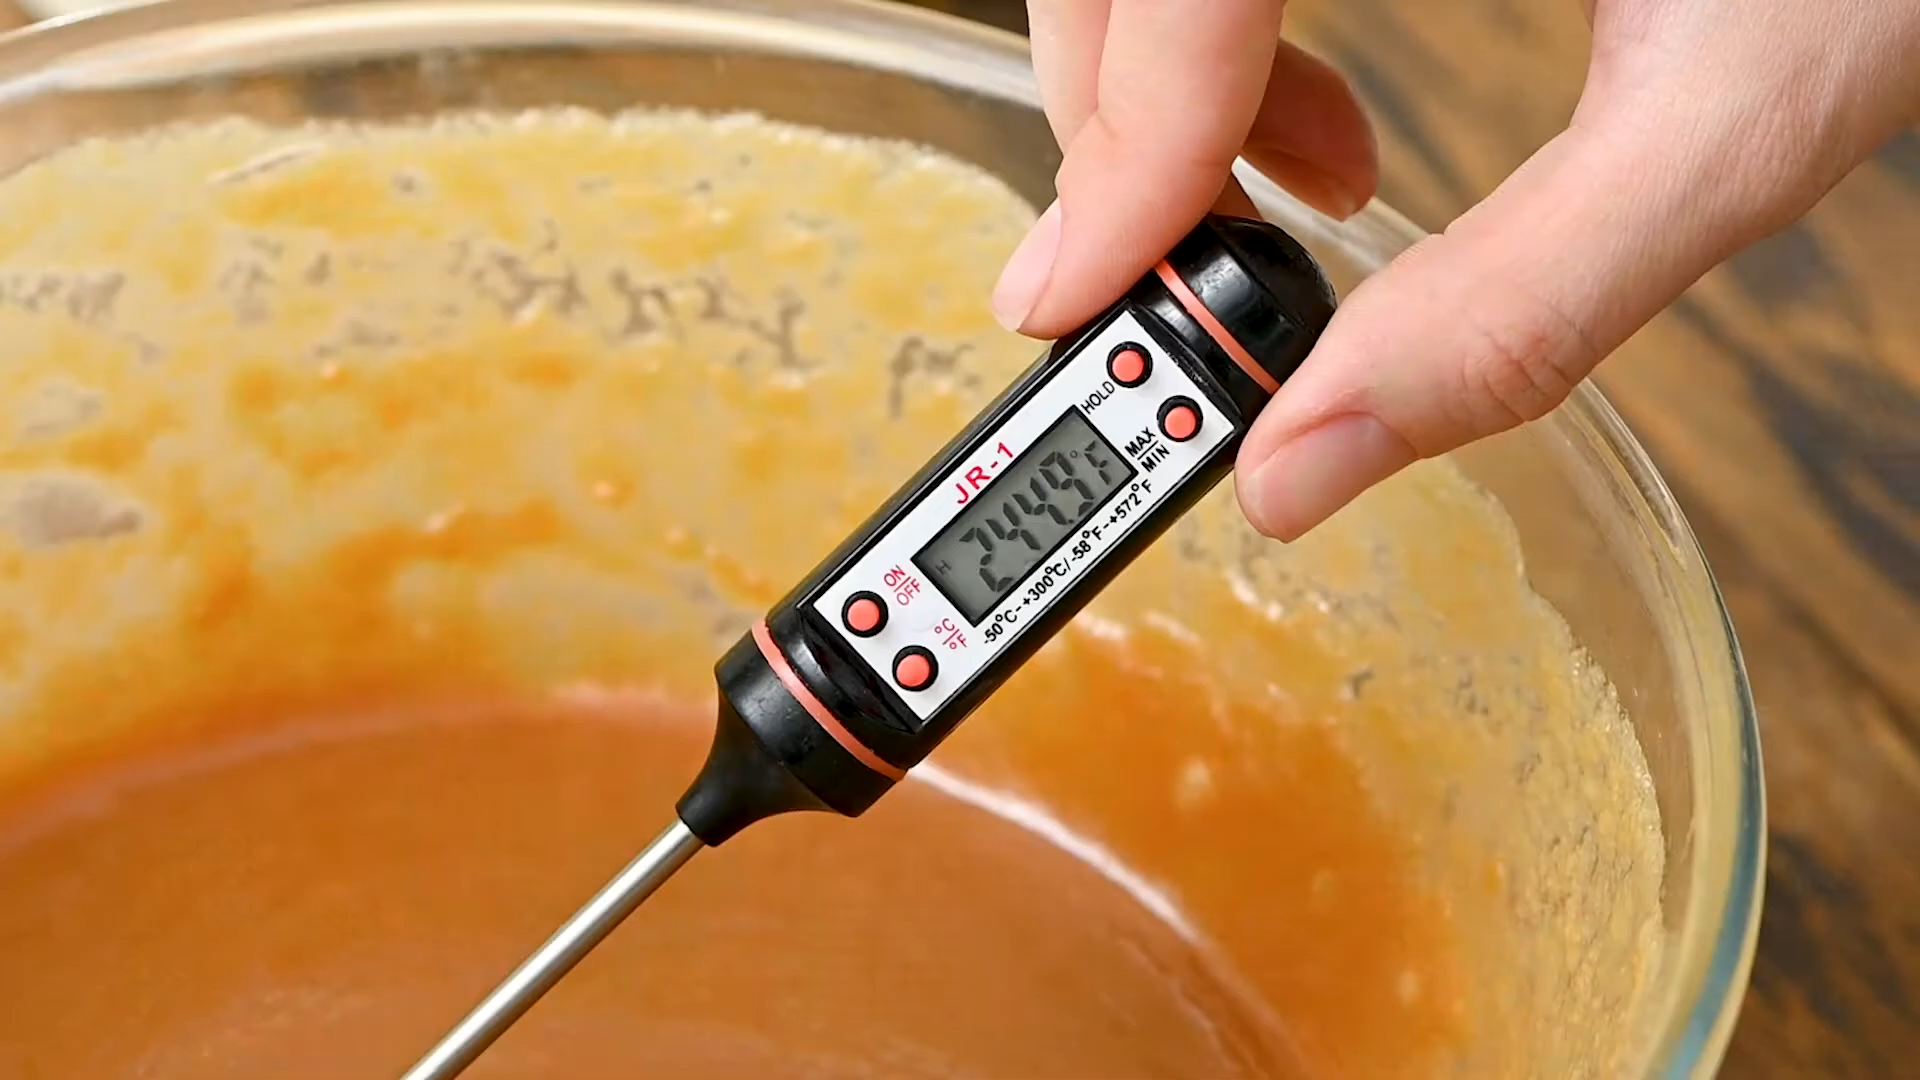 HOLD
MAX
MIN
JR-1
H 244.9°F
-50°C-+300°C/-58°F-+572°F
ON
OFF
°C
°F